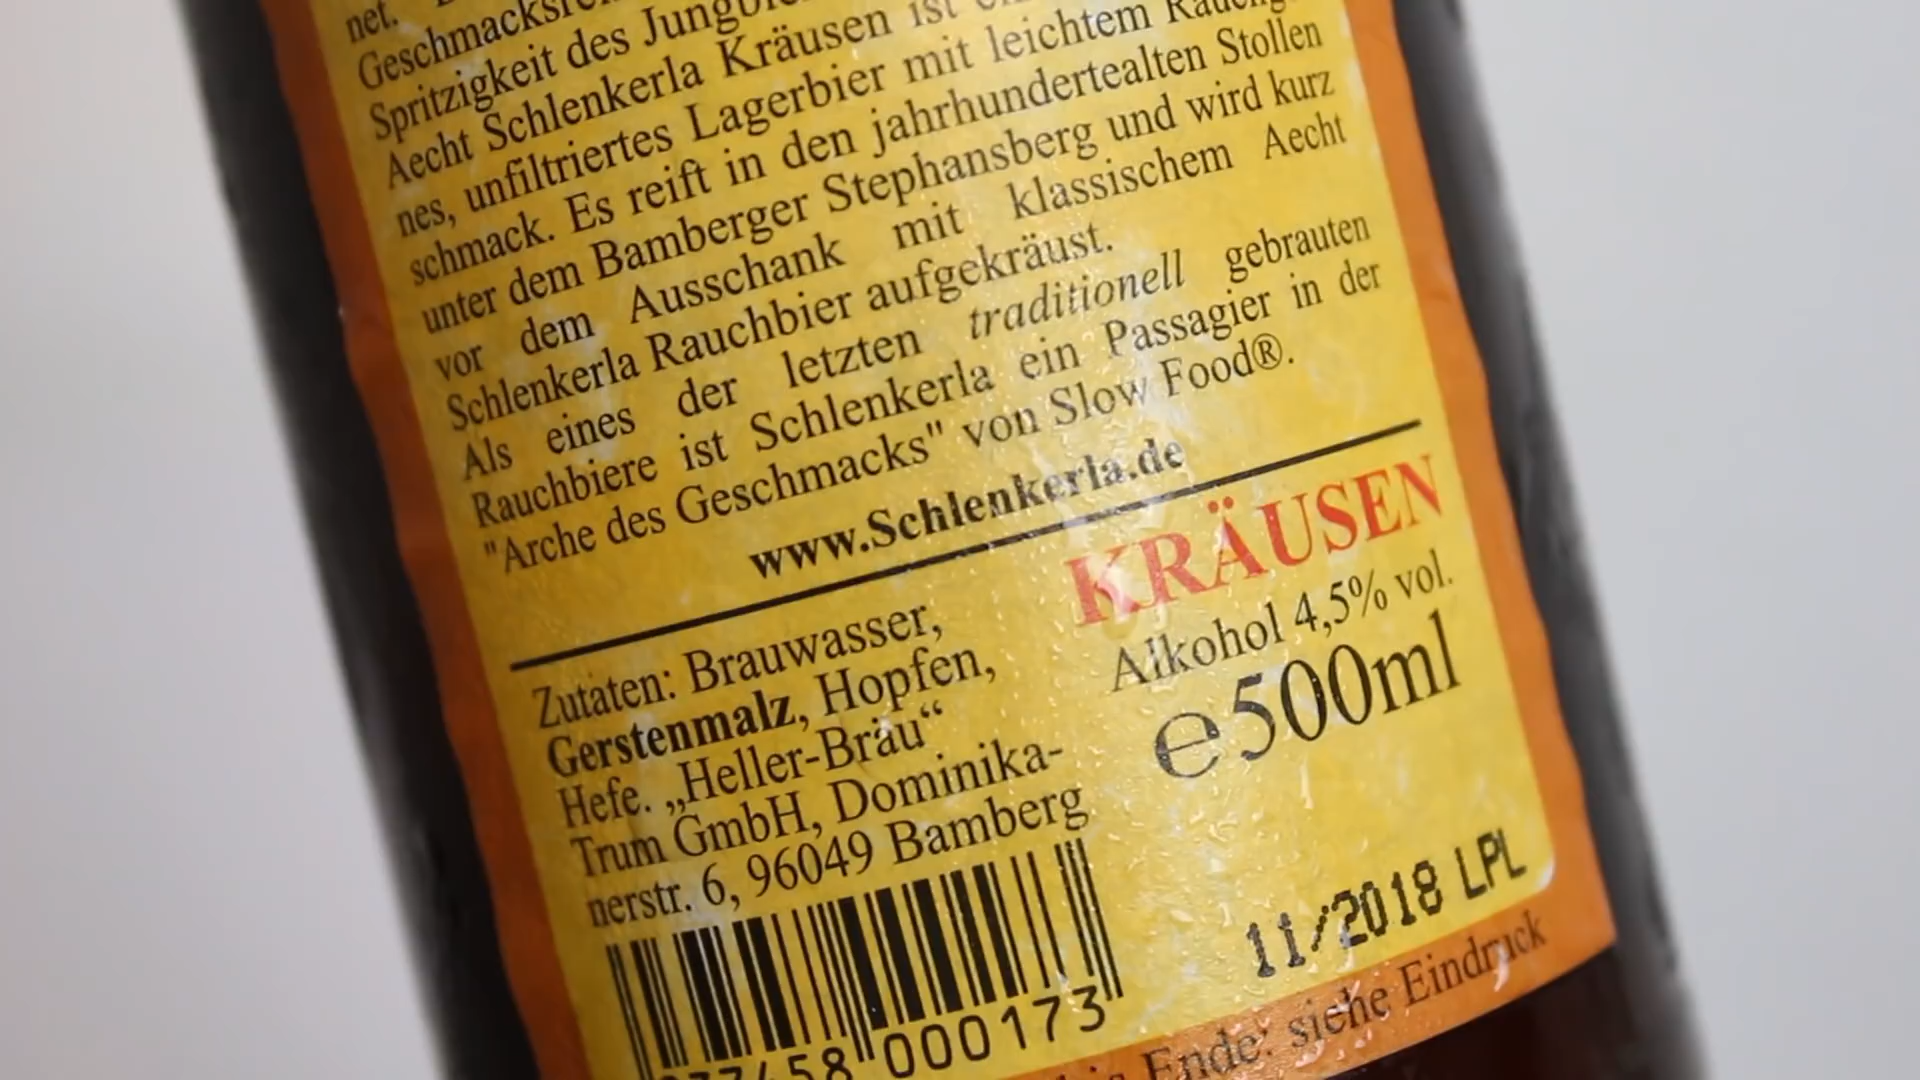 net.
Geschmacksrei
Spritzigkeit des Jungbie
Aecht Schlenkerla Kräusen ist
nes, unfiltriertes Lagerbier mit leichtem Rauchge-
schmack. Es reift in den jahrhundertealten Stollen
unter dem Bamberger Stephansberg und wird kurz
vor dem Ausschank mit klassischem Aecht
Schlenkerla Rauchbier aufgekräust.
Als eines der letzten traditionell gebrauten
Rauchbiere ist Schlenkerla ein Passagier in der
"Arche des Geschmacks" von Slow Food®.
www.Schlenkerla.de
Zutaten: Brauwasser,
Gerstenmalz, Hopfen,
Hefe. „Heller-Bräu“
Trum GmbH, Dominika-
nerstr. 6, 96049 Bamberg
KRÄUSEN
Alkohol 4,5% vol.
℮500ml
11/2018 LPL
000173
Ende: siehe Eindruck